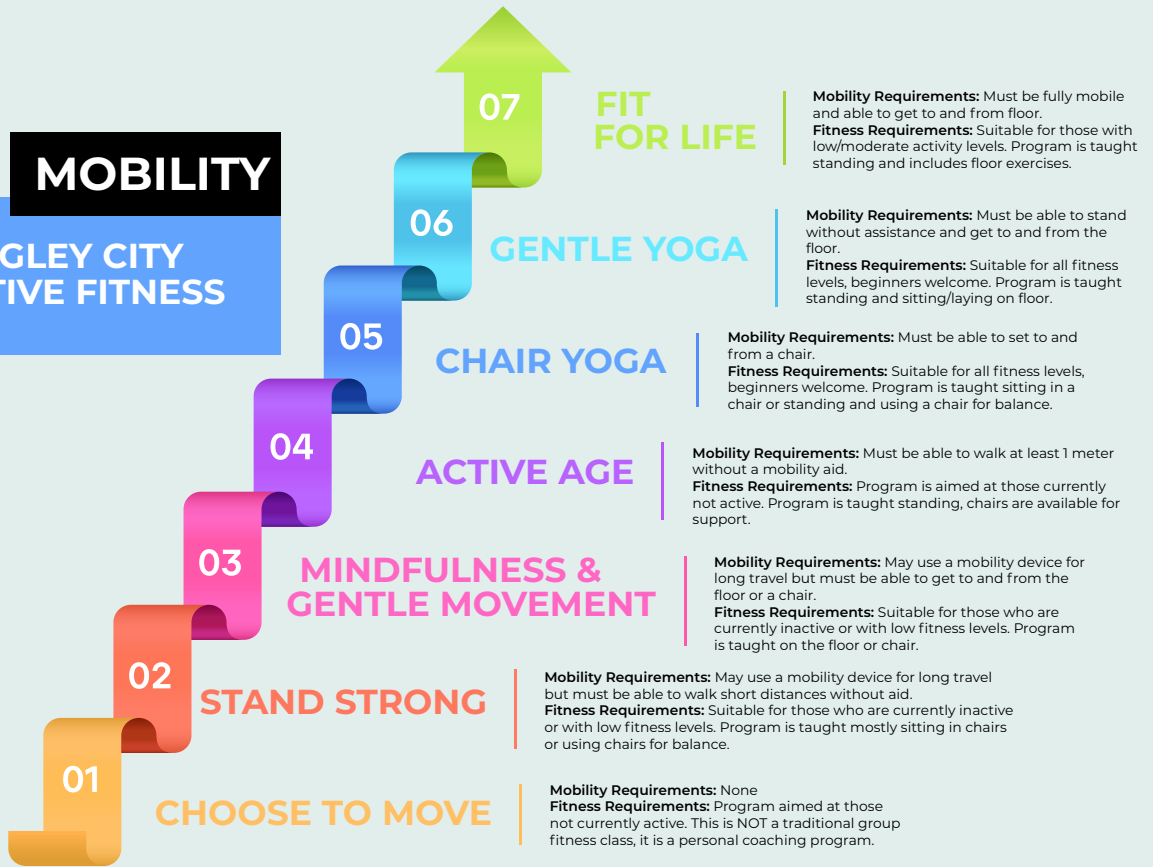 07
FIT
FOR LIFE
Mobility Requirements: Must be fully mobile
and able to get to and from floor.
Fitness Requirements: Suitable for those with
low/moderate activity levels. Program is taught
standing and includes floor exercises.
MOBILITY
GLEY CITY
TIVE FITNESS
06
GENTLE YOGA
Mobility Requirements: Must be able to stand
without assistance and get to and from the
floor.
Fitness Requirements: Suitable for all fitness
levels, beginners welcome. Program is taught
standing and sitting/laying on floor.
05
CHAIR YOGA
Mobility Requirements: Must be able to set to and
from a chair.
Fitness Requirements: Suitable for all fitness levels,
beginners welcome. Program is taught sitting in a
chair or standing and using a chair for balance.
04
ACTIVE AGE
Mobility Requirements: Must be able to walk at least 1 meter
without a mobility aid.
Fitness Requirements: Program is aimed at those currently
not active. Program is taught standing, chairs are available for
support.
03
MINDFULNESS &
GENTLE MOVEMENT
Mobility Requirements: May use a mobility device for
long travel but must be able to get to and from the
floor or a chair.
Fitness Requirements: Suitable for those who are
currently inactive or with low fitness levels. Program
is taught on the floor or chair.
02
STAND STRONG
Mobility Requirements: May use a mobility device for long travel
but must be able to walk short distances without aid.
Fitness Requirements: Suitable for those who are currently inactive
or with low fitness levels. Program is taught mostly sitting in chairs
or using chairs for balance.
01
CHOOSE TO MOVE
Mobility Requirements: None
Fitness Requirements: Program aimed at those
not currently active. This is NOT a traditional group
fitness class, it is a personal coaching program.